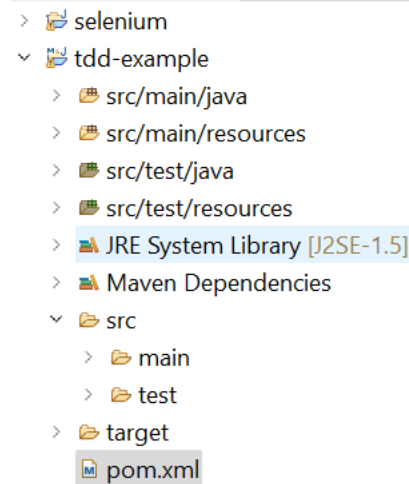 selenium
tdd-example
src/main/java
src/main/resources
src/test/java
src/test/resources
JRE System Library [J2SE-1.5]
Maven Dependencies
src
main
test
target
pom.xml